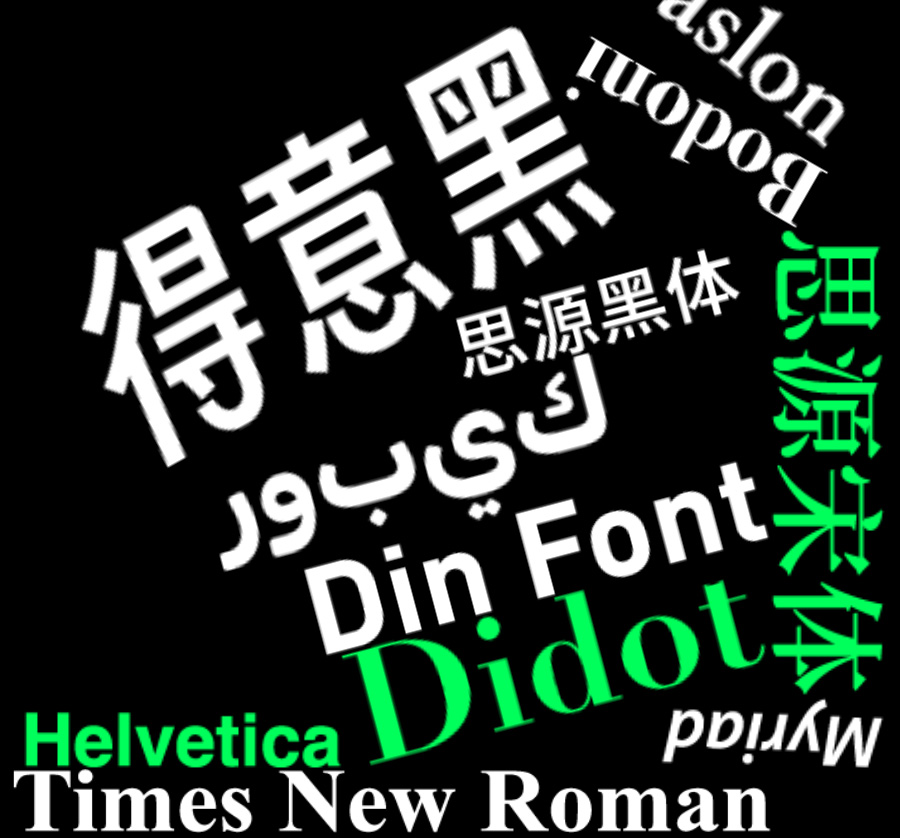 aslon
Bodoni
得意黑
思源黑体
思源宋体
روبيك
Din Font
Didot
Myriad
Helvetica
Times New Roman